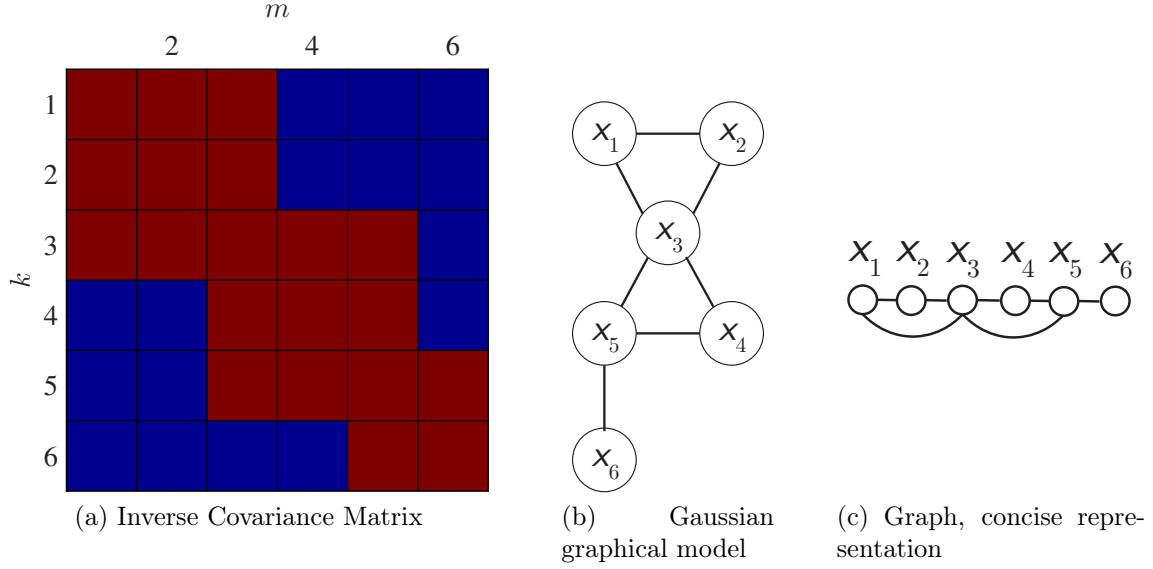 m
2 4 6
1
2
3
4
5
6
k
(a) Inverse Covariance Matrix
x1 x2
x3
x5 x4
x6
(b) Gaussian
graphical model
x1 x2 x3 x4 x5 x6
(c) Graph, concise repre-
sentation